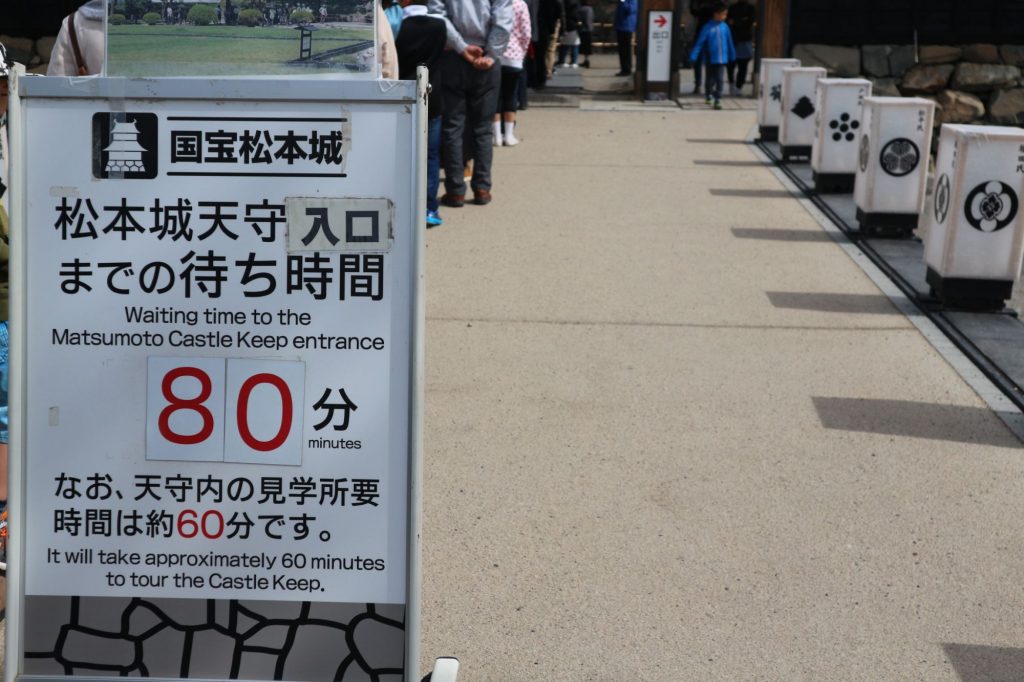 国宝松本城
松本城天守入口
までの待ち時間
Waiting time to the
Matsumoto Castle Keep entrance
80分
minutes
なお、天守内の見学所要
時間は約60分です。
It will take approximately 60 minutes
to tour the Castle Keep.
出口